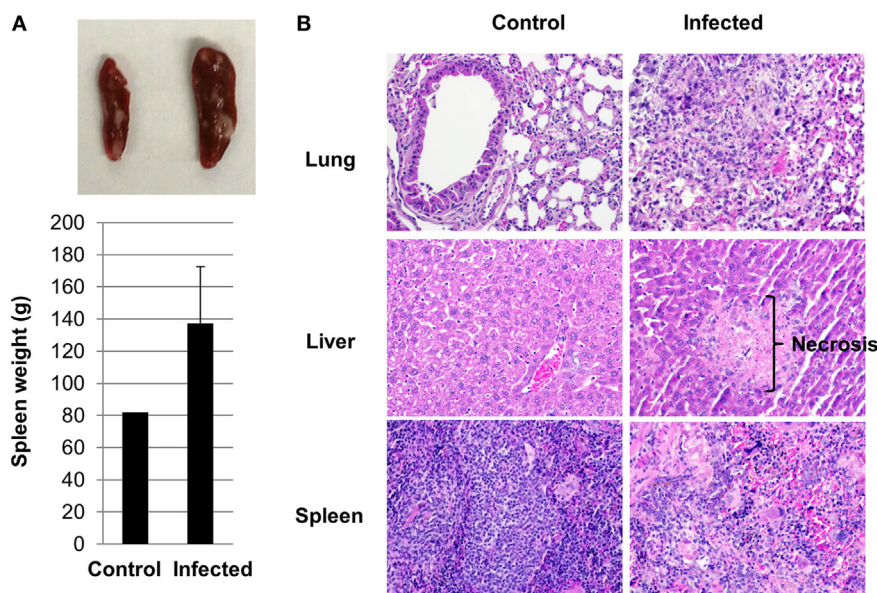 A
B
Control
Infected
Lung
Liver
Necrosis
Spleen
Spleen weight (g)
200
180
160
140
120
100
80
60
40
20
0
Control
Infected